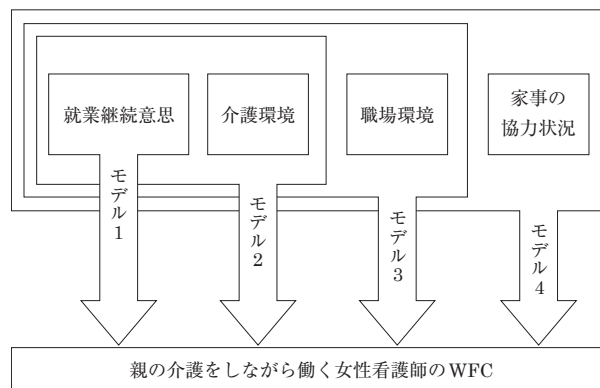 就業継続意思
介護環境
職場環境
家事の
協力状況
モデル1
モデル2
モデル3
モデル4
親の介護をしながら働く女性看護師のWFC